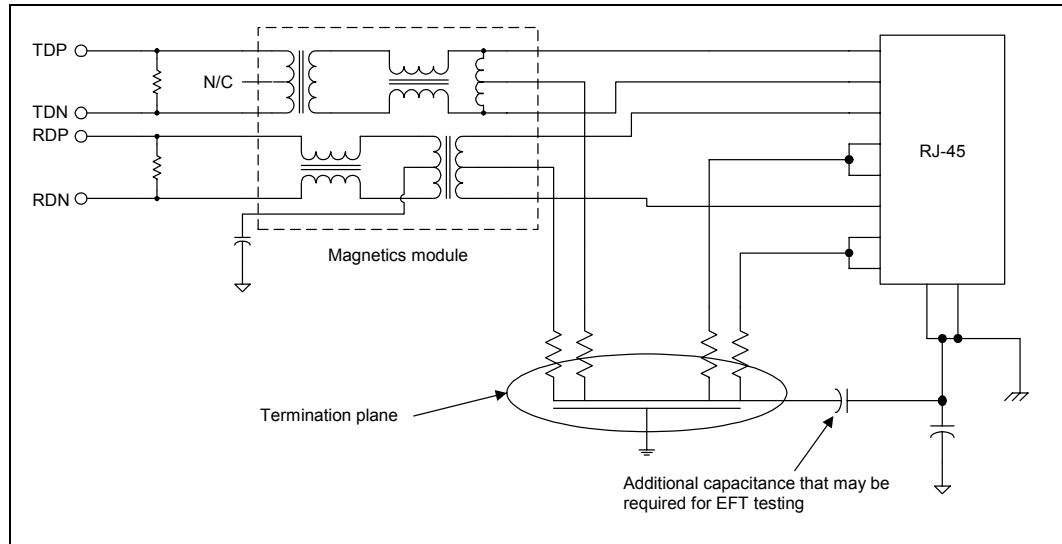 TDP
N/C
TDN
RDP
RDN
RJ-45
Magnetics module
Termination plane
Additional capacitance that may be
required for EFT testing